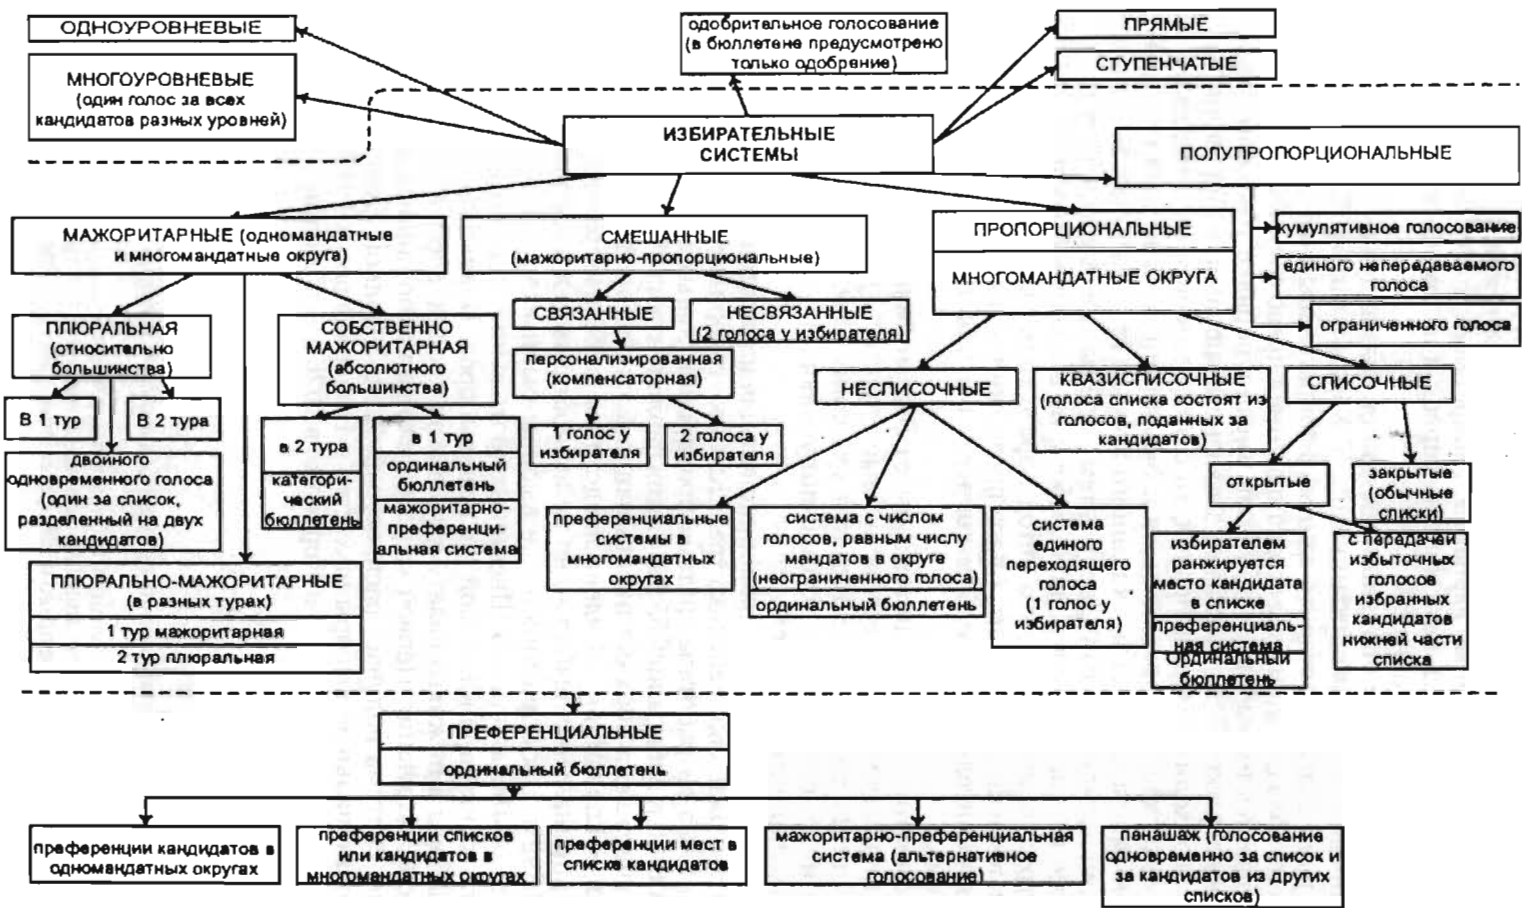 ОДНОУРОВНЕВЫЕ
МНОГОУРОВНЕВЫЕ
(один голос за всех
кандидатов разных уровней)
одобрительное голосование
(в бюллетене предусмотрено
только одобрение)
ПРЯМЫЕ
СТУПЕНЧАТЫЕ
ИЗБИРАТЕЛЬНЫЕ
СИСТЕМЫ
ПОЛУПРОПОРЦИОНАЛЬНЫЕ
кумулятивное голосование
единого непередаваемого
голоса
ограниченного голоса
МАЖОРИТАРНЫЕ (одномандатные
и многомандатные округа)
СМЕШАННЫЕ
(мажоритарно-пропорциональные)
ПРОПОРЦИОНАЛЬНЫЕ
МНОГОМАНДАТНЫЕ ОКРУГА
ПЛЮРАЛЬНАЯ
(относительно
большинства)
СОБСТВЕННО
МАЖОРИТАРНАЯ
(абсолютного
большинства)
СВЯЗАННЫЕ
НЕСВЯЗАННЫЕ
(2 голоса у избирателя)
персонализированная
(компенсаторная)
1 голос у
избирателя
2 голоса у
избирателя
НЕСПИСОЧНЫЕ
КВАЗИСПИСОЧНЫЕ
(голоса списка состоят из
голосов, поданных за
кандидатов)
СПИСОЧНЫЕ
В 1 тур
В 2 тура
двойного
одновременного голоса
(один за список,
разделенный на двух
кандидатов)
в 2 тура
категори-
ческий
бюллетень
в 1 тур
ординальный
бюллетень
мажоритарно-
преференци-
альная система
ПЛЮРАЛЬНО-МАЖОРИТАРНЫЕ
(в разных турах)
1 тур мажоритарная
2 тур плюральная
преференциальные
системы в
многомандатных
округах
система с числом
голосов, равным числу
мандатов в округе
(неограниченного голоса)
ординальный бюллетень
система
единого
переходящего
голоса
(1 голос у
избирателя)
открытые
закрытые
(обычные
списки)
избирателем
ранжируется
место кандидата
в списке
преференциаль-
ная система
Ординальный
бюллетень
с передачей
избыточных
голосов
избранных
кандидатов
нижней части
списка
ПРЕФЕРЕНЦИАЛЬНЫЕ
ординальный бюллетень
преференции кандидатов в
одномандатных округах
преференции списков
или кандидатов в
многомандатных округах
преференции мест в
списке кандидатов
мажоритарно-преференциальная
система (альтернативное
голосование)
панашаж (голосование
одновременно за список и
за кандидатов из других
списков)